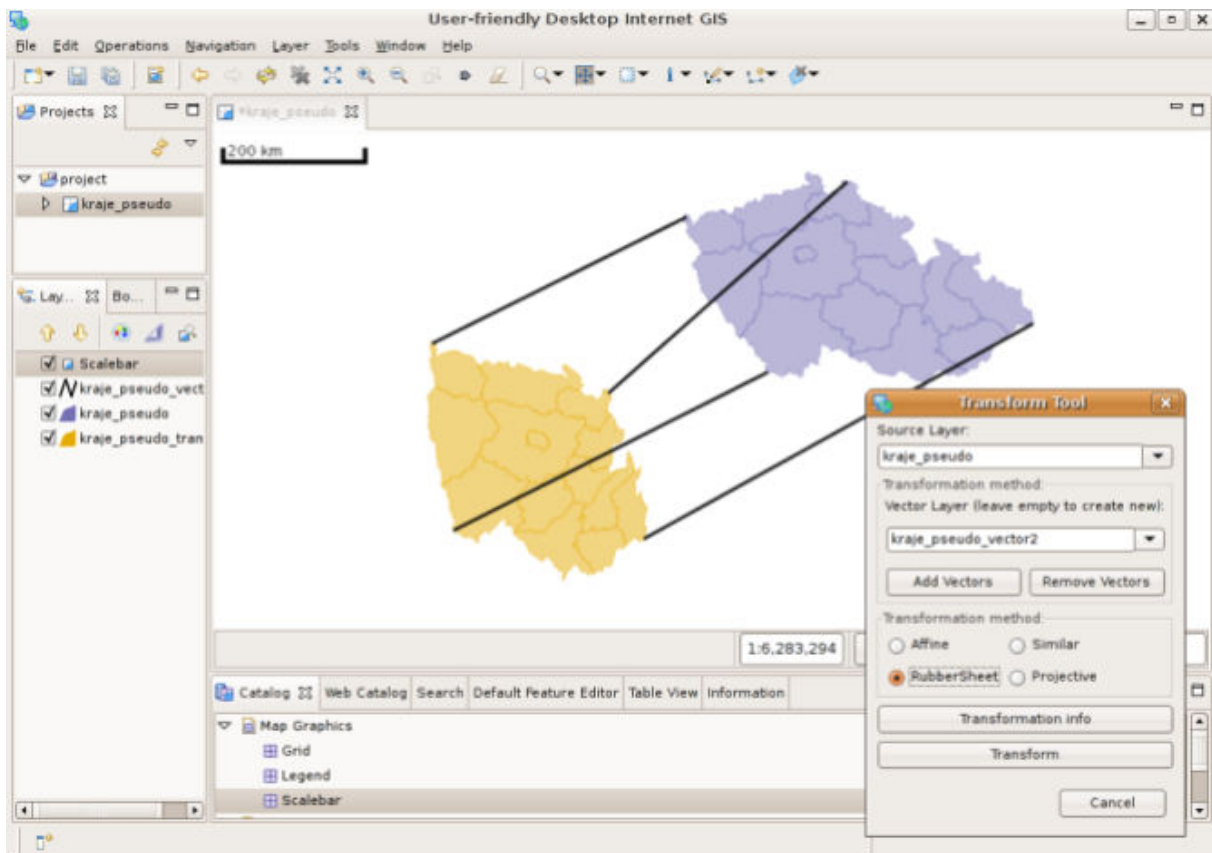 User-friendly Desktop Internet GIS
File Edit Operations Navigation Layer Tools Window Help
Projects
*kraje_pseudo
200 km
project
kraje_pseudo
Lay... Bo...
Scalebar
kraje_pseudo_vect
kraje_pseudo
kraje_pseudo_tran
Transform Tool
Source Layer:
kraje_pseudo
Transformation method:
Vector Layer (leave empty to create new):
kraje_pseudo_vector2
Add Vectors Remove Vectors
Transformation method:
Affine Similar
RubberSheet Projective
Transformation info
Transform
Cancel
1:6,283,294
Catalog Web Catalog Search Default Feature Editor Table View Information
Map Graphics
Grid
Legend
Scalebar